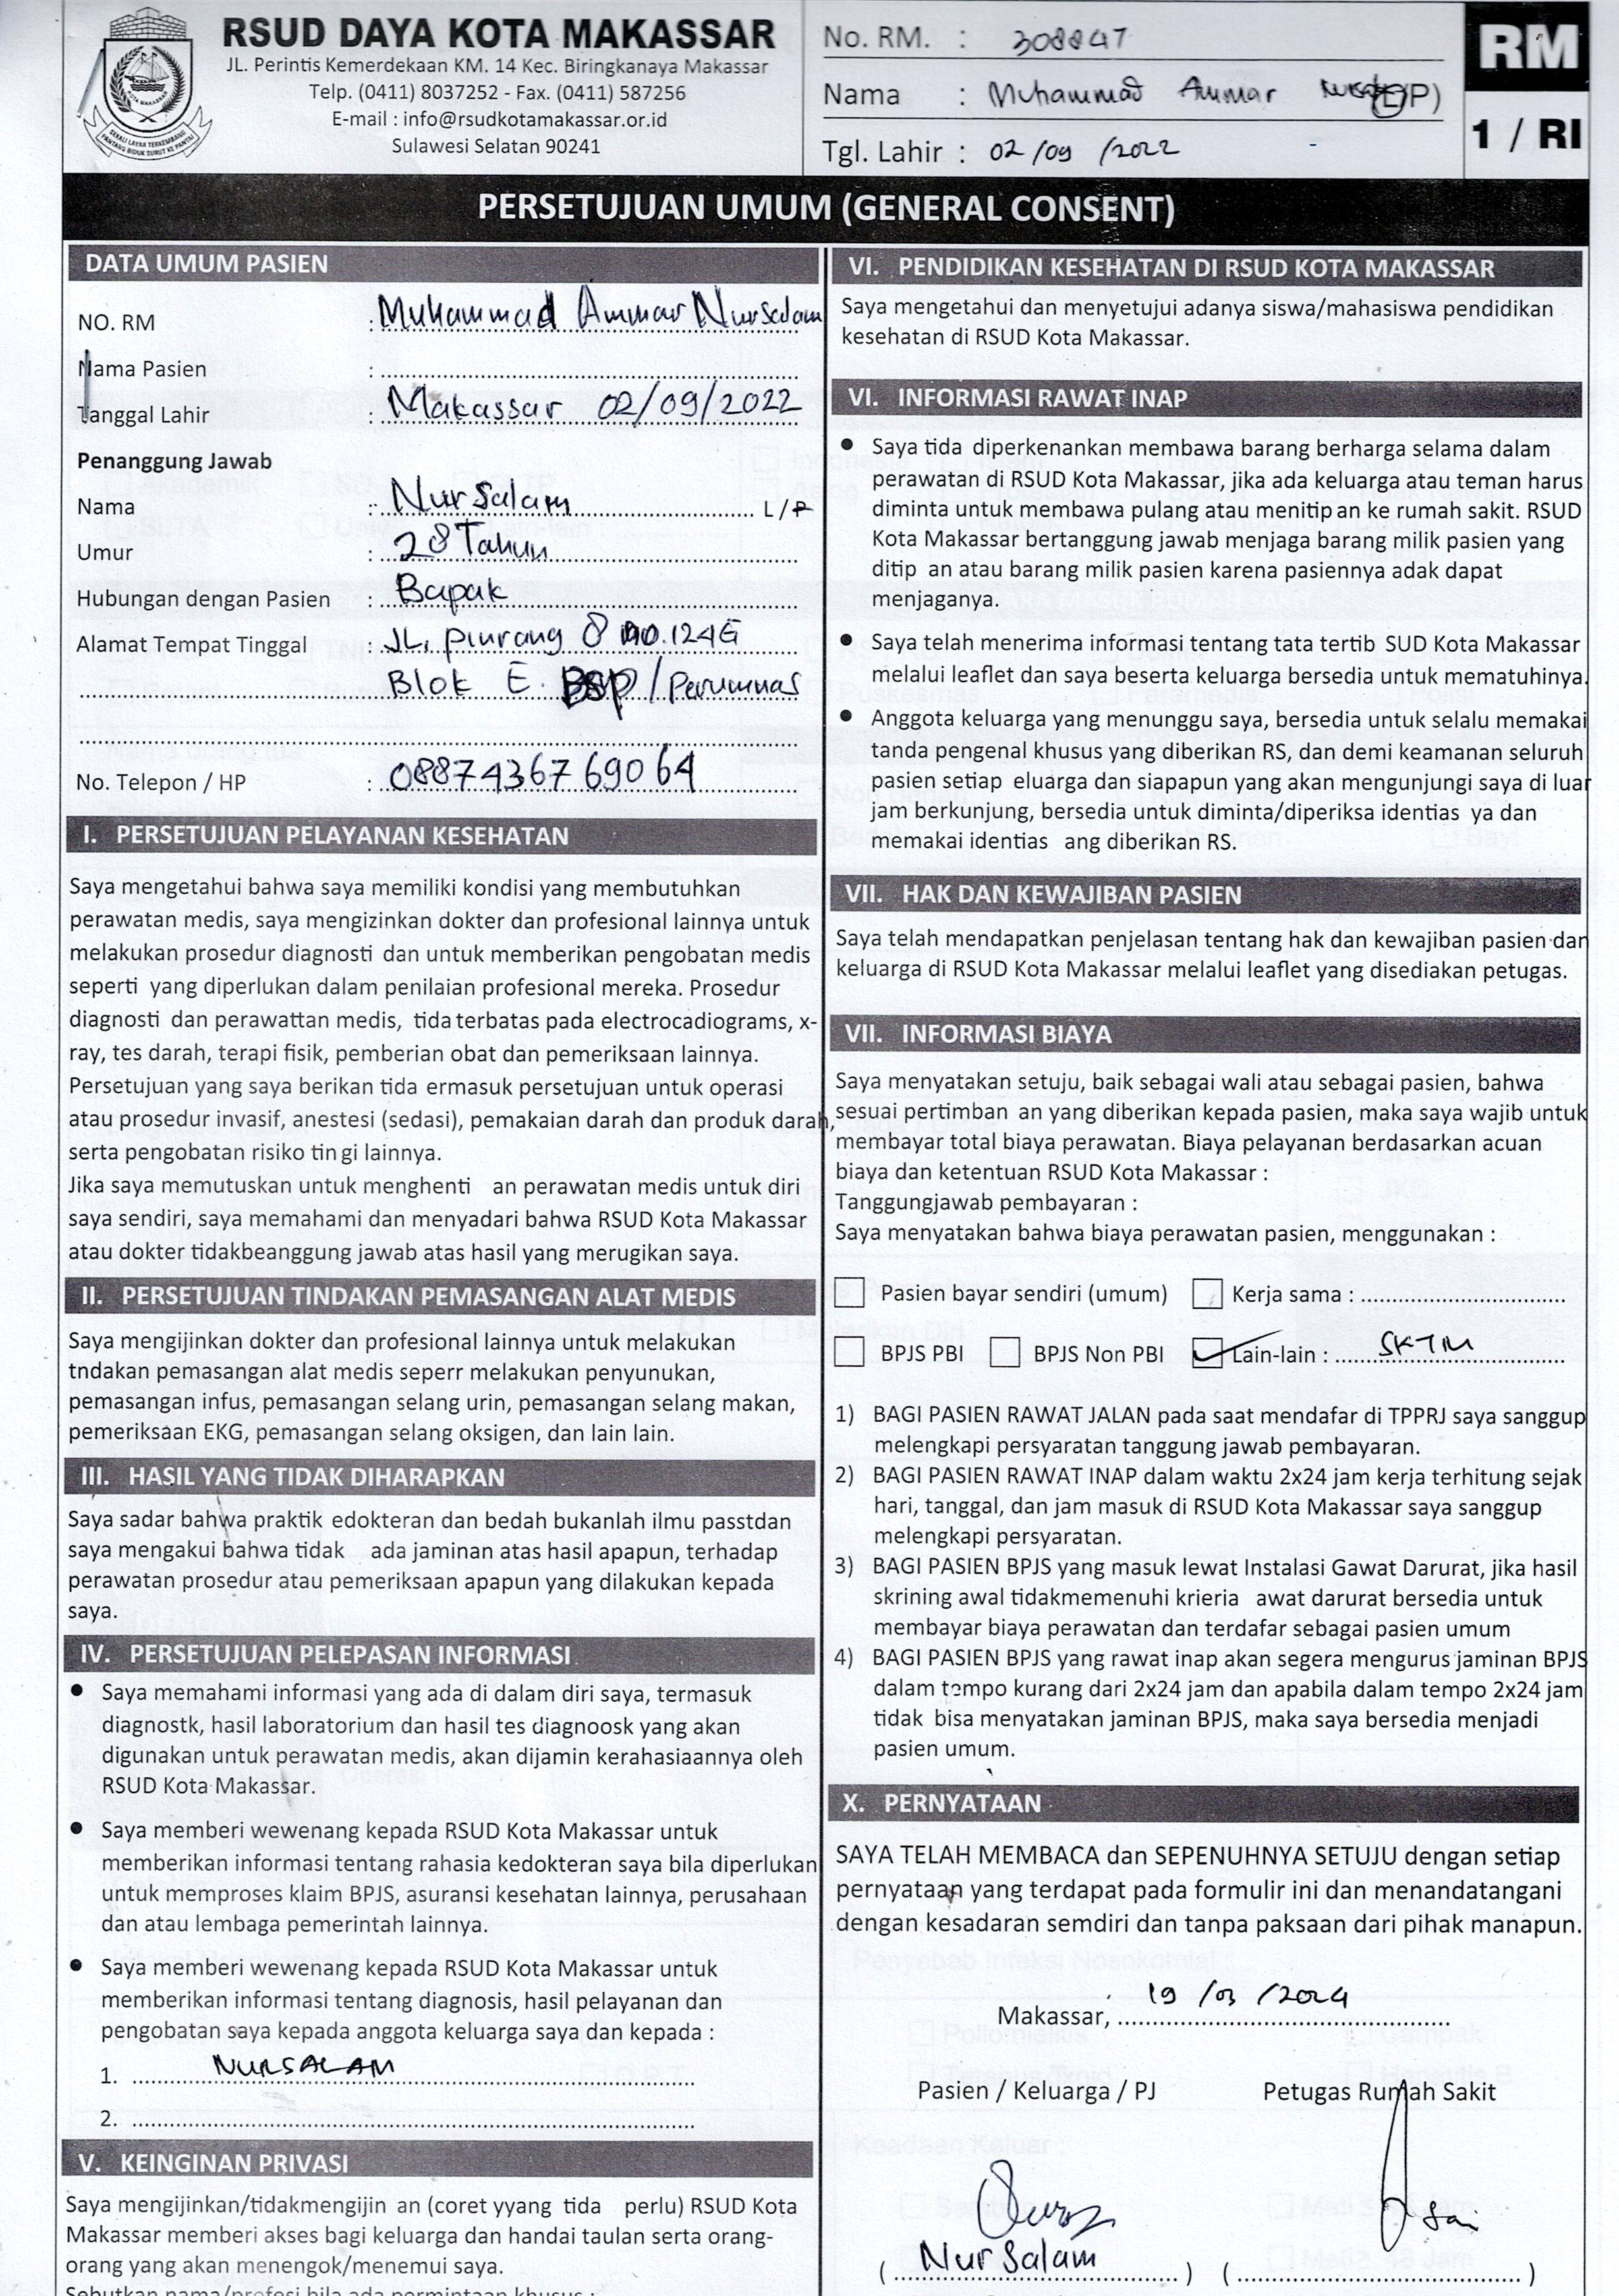 RSUD DAYA KOTA MAKASSAR
JL. Perintis Kemerdekaan KM. 14 Kec. Biringkanaya Makassar
Telp. (0411) 8037252 - Fax. (0411) 587256
E-mail : info@rsudkotamakassar.or.id
Sulawesi Selatan 90241
No. RM. : 308847
Nama : Muhammad Ammar (L/P)
Tgl. Lahir : 02/09/2022
RM
1 / RI
PERSETUJUAN UMUM (GENERAL CONSENT)
DATA UMUM PASIEN
NO. RM : Muhammad Ammar Nursalam
Nama Pasien :
Tanggal Lahir : Makassar 02/09/2022
Penanggung Jawab
Nama : Nursalam L/P
Umur : 28 Tahun
Hubungan dengan Pasien : Bapak
Alamat Tempat Tinggal : JL. pinrang 8 no.124E
Blok E. BSP / Perumnas
No. Telepon / HP : 0887436769064
I. PERSETUJUAN PELAYANAN KESEHATAN
Saya mengetahui bahwa saya memiliki kondisi yang membutuhkan
perawatan medis, saya mengizinkan dokter dan profesional lainnya untuk
melakukan prosedur diagnosti dan untuk memberikan pengobatan medis
seperti yang diperlukan dalam penilaian profesional mereka. Prosedur
diagnosti dan perawattan medis, tida terbatas pada electrocadiograms, x-
ray, tes darah, terapi fisik, pemberian obat dan pemeriksaan lainnya.
Persetujuan yang saya berikan tida ermasuk persetujuan untuk operasi
atau prosedur invasif, anestesi (sedasi), pemakaian darah dan produk darah,
serta pengobatan risiko tin gi lainnya.
Jika saya memutuskan untuk menghenti an perawatan medis untuk diri
saya sendiri, saya memahami dan menyadari bahwa RSUD Kota Makassar
atau dokter tidakbeanggung jawab atas hasil yang merugikan saya.
II. PERSETUJUAN TINDAKAN PEMASANGAN ALAT MEDIS
Saya mengijinkan dokter dan profesional lainnya untuk melakukan
tndakan pemasangan alat medis seperr melakukan penyunukan,
pemasangan infus, pemasangan selang urin, pemasangan selang makan,
pemeriksaan EKG, pemasangan selang oksigen, dan lain lain.
III. HASIL YANG TIDAK DIHARAPKAN
Saya sadar bahwa praktik edokteran dan bedah bukanlah ilmu passtdan
saya mengakui bahwa tidak ada jaminan atas hasil apapun, terhadap
perawatan prosedur atau pemeriksaan apapun yang dilakukan kepada
saya.
IV. PERSETUJUAN PELEPASAN INFORMASI
● Saya memahami informasi yang ada di dalam diri saya, termasuk
diagnostk, hasil laboratorium dan hasil tes diagnoosk yang akan
digunakan untuk perawatan medis, akan dijamin kerahasiaannya oleh
RSUD Kota Makassar.
● Saya memberi wewenang kepada RSUD Kota Makassar untuk
memberikan informasi tentang rahasia kedokteran saya bila diperlukan
untuk memproses klaim BPJS, asuransi kesehatan lainnya, perusahaan
dan atau lembaga pemerintah lainnya.
● Saya memberi wewenang kepada RSUD Kota Makassar untuk
memberikan informasi tentang diagnosis, hasil pelayanan dan
pengobatan saya kepada anggota keluarga saya dan kepada :
1. NURSALAM
2.
V. KEINGINAN PRIVASI
Saya mengijinkan/tidakmengijin an (coret yyang tida perlu) RSUD Kota
Makassar memberi akses bagi keluarga dan handai taulan serta orang-
orang yang akan menengok/menemui saya.
Sebutkan nama/profesi bila ada permintaan khusus :
VI. PENDIDIKAN KESEHATAN DI RSUD KOTA MAKASSAR
Saya mengetahui dan menyetujui adanya siswa/mahasiswa pendidikan
kesehatan di RSUD Kota Makassar.
VI. INFORMASI RAWAT INAP
● Saya tida diperkenankan membawa barang berharga selama dalam
perawatan di RSUD Kota Makassar, jika ada keluarga atau teman harus
diminta untuk membawa pulang atau menitip an ke rumah sakit. RSUD
Kota Makassar bertanggung jawab menjaga barang milik pasien yang
ditip an atau barang milik pasien karena pasiennya adak dapat
menjaganya.
● Saya telah menerima informasi tentang tata tertib SUD Kota Makassar
melalui leaflet dan saya beserta keluarga bersedia untuk mematuhinya.
● Anggota keluarga yang menunggu saya, bersedia untuk selalu memakai
tanda pengenal khusus yang diberikan RS, dan demi keamanan seluruh
pasien setiap eluarga dan siapapun yang akan mengunjungi saya di luar
jam berkunjung, bersedia untuk diminta/diperiksa identias ya dan
memakai identias ang diberikan RS.
VII. HAK DAN KEWAJIBAN PASIEN
Saya telah mendapatkan penjelasan tentang hak dan kewajiban pasien dan
keluarga di RSUD Kota Makassar melalui leaflet yang disediakan petugas.
VII. INFORMASI BIAYA
Saya menyatakan setuju, baik sebagai wali atau sebagai pasien, bahwa
sesuai pertimban an yang diberikan kepada pasien, maka saya wajib untuk
membayar total biaya perawatan. Biaya pelayanan berdasarkan acuan
biaya dan ketentuan RSUD Kota Makassar :
Tanggungjawab pembayaran :
Saya menyatakan bahwa biaya perawatan pasien, menggunakan :
Pasien bayar sendiri (umum) Kerja sama :
BPJS PBI BPJS Non PBI Lain-lain : SKTM
1) BAGI PASIEN RAWAT JALAN pada saat mendafar di TPPRJ saya sanggup
melengkapi persyaratan tanggung jawab pembayaran.
2) BAGI PASIEN RAWAT INAP dalam waktu 2x24 jam kerja terhitung sejak
hari, tanggal, dan jam masuk di RSUD Kota Makassar saya sanggup
melengkapi persyaratan.
3) BAGI PASIEN BPJS yang masuk lewat Instalasi Gawat Darurat, jika hasil
skrining awal tidakmemenuhi krieria awat darurat bersedia untuk
membayar biaya perawatan dan terdafar sebagai pasien umum
4) BAGI PASIEN BPJS yang rawat inap akan segera mengurus jaminan BPJS
dalam tempo kurang dari 2x24 jam dan apabila dalam tempo 2x24 jam
tidak bisa menyatakan jaminan BPJS, maka saya bersedia menjadi
pasien umum.
X. PERNYATAAN
SAYA TELAH MEMBACA dan SEPENUHNYA SETUJU dengan setiap
pernyataan yang terdapat pada formulir ini dan menandatangani
dengan kesadaran semdiri dan tanpa paksaan dari pihak manapun.
Makassar, 19/03/2024
Pasien / Keluarga / PJ Petugas Rumah Sakit
( Nursalam ) ( )